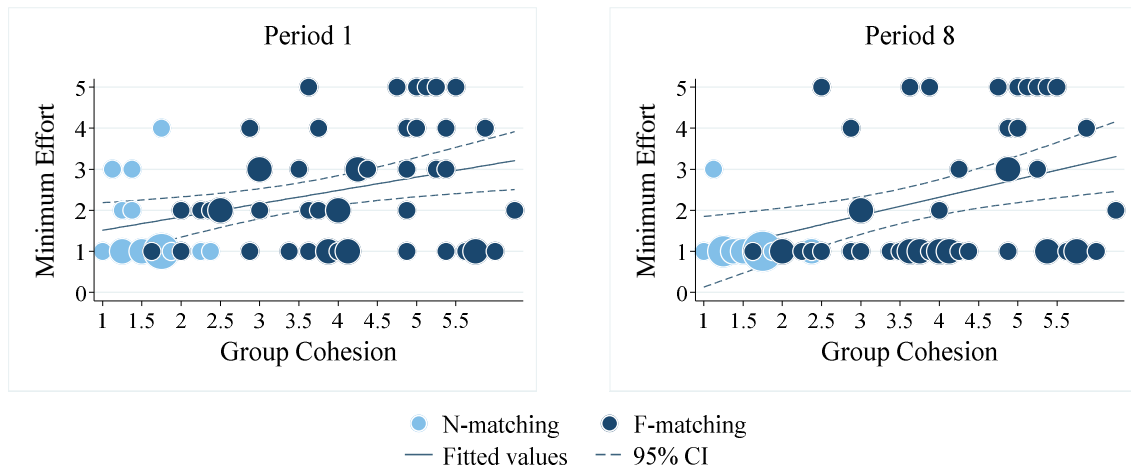 Period 1
Minimum Effort
5
4
3
2
1
0
1 1.5 2 2.5 3 3.5 4 4.5 5 5.5
Group Cohesion
Period 8
Minimum Effort
5
4
3
2
1
0
1 1.5 2 2.5 3 3.5 4 4.5 5 5.5
Group Cohesion
N-matching F-matching
Fitted values 95% CI